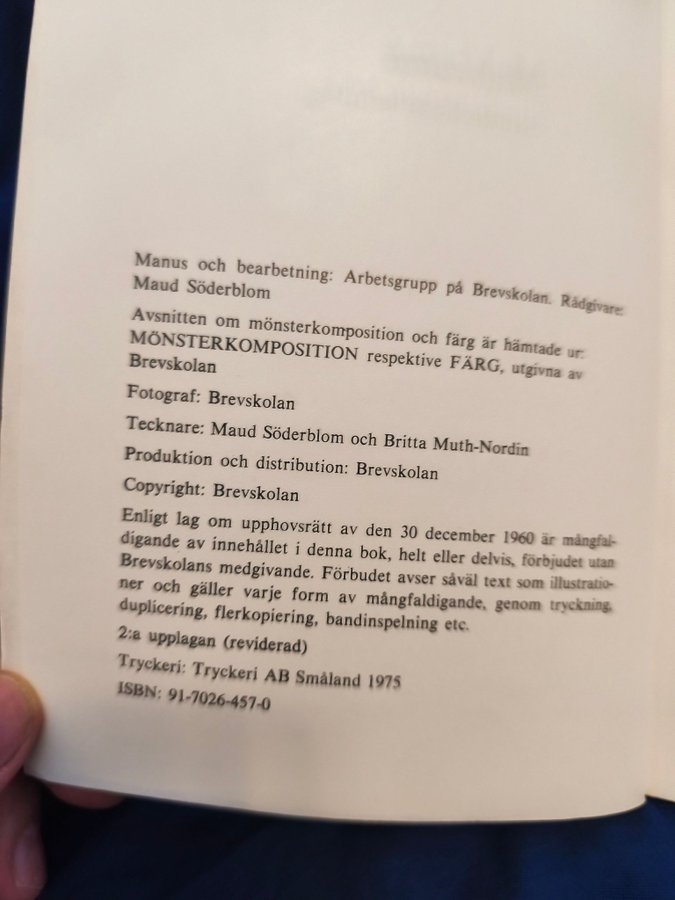 Manus och bearbetning: Arbetsgrupp på Brevskolan. Rådgivare:
Maud Söderblom
Avsnitten om mönsterkomposition och färg är hämtade ur:
MÖNSTERKOMPOSITION respektive FÄRG, utgivna av
Brevskolan
Fotograf: Brevskolan
Tecknare: Maud Söderblom och Britta Muth-Nordin
Produktion och distribution: Brevskolan
Copyright: Brevskolan
Enligt lag om upphovsrätt av den 30 december 1960 är mångfal-
digande av innehållet i denna bok, helt eller delvis, förbjudet utan
Brevskolans medgivande. Förbudet avser såväl text som illustratio-
ner och gäller varje form av mångfaldigande, genom tryckning,
duplicering, flerkopiering, bandinspelning etc.
2:a upplagan (reviderad)
Tryckeri: Tryckeri AB Småland 1975
ISBN: 91-7026-457-0